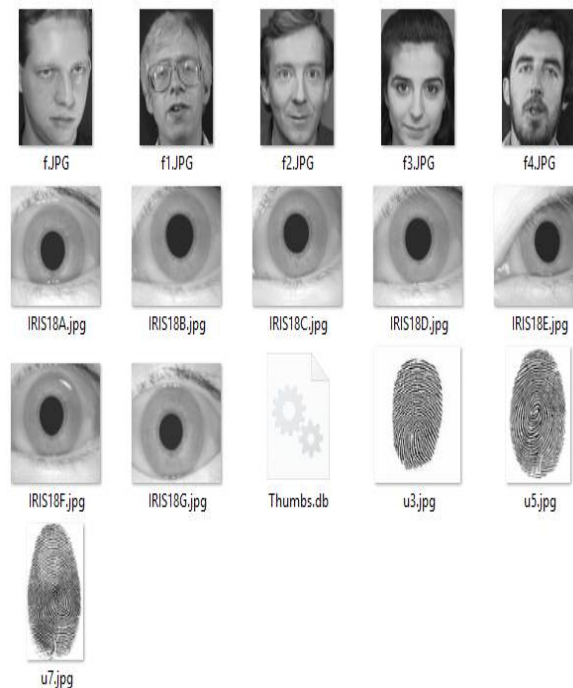 f.JPG f1.JPG f2.JPG f3.JPG f4.JPG
IRIS18A.jpg IRIS18B.jpg IRIS18C.jpg IRIS18D.jpg IRIS18E.jpg
IRIS18F.jpg IRIS18G.jpg Thumbs.db u3.jpg u5.jpg
u7.jpg